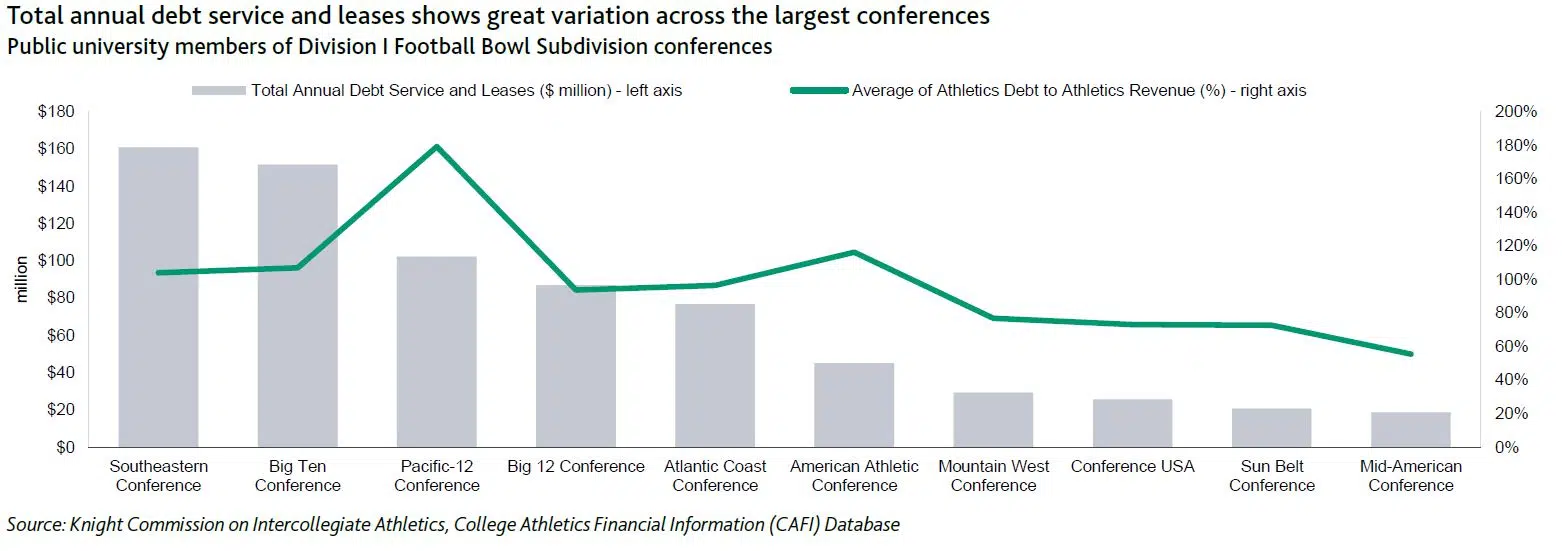 Total annual debt service and leases shows great variation across the largest conferences
Public university members of Division I Football Bowl Subdivision conferences
Total Annual Debt Service and Leases ($ million) - left axis
Average of Athletics Debt to Athletics Revenue (%) - right axis
million
$180
$160
$140
$120
$100
$80
$60
$40
$20
$0
200%
180%
160%
140%
120%
100%
80%
60%
40%
20%
0%
Southeastern
Conference
Big Ten
Conference
Pacific-12
Conference
Big 12 Conference
Atlantic Coast
Conference
American Athletic
Conference
Mountain West
Conference
Conference USA
Sun Belt
Conference
Mid-American
Conference
Source: Knight Commission on Intercollegiate Athletics, College Athletics Financial Information (CAFI) Database